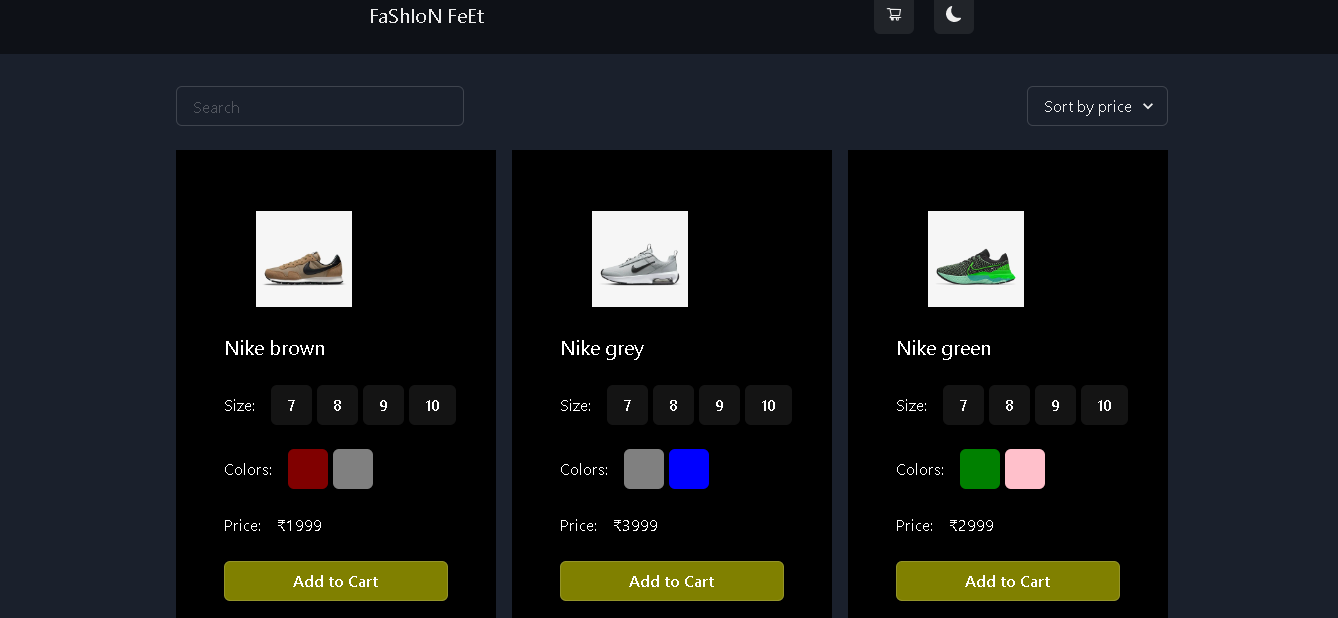 FaShIoN FeEt
Search
Sort by price
Nike brown
Size: 7 8 9 10
Colors:
Price: ₹1999
Add to Cart
Nike grey
Size: 7 8 9 10
Colors:
Price: ₹3999
Add to Cart
Nike green
Size: 7 8 9 10
Colors:
Price: ₹2999
Add to Cart